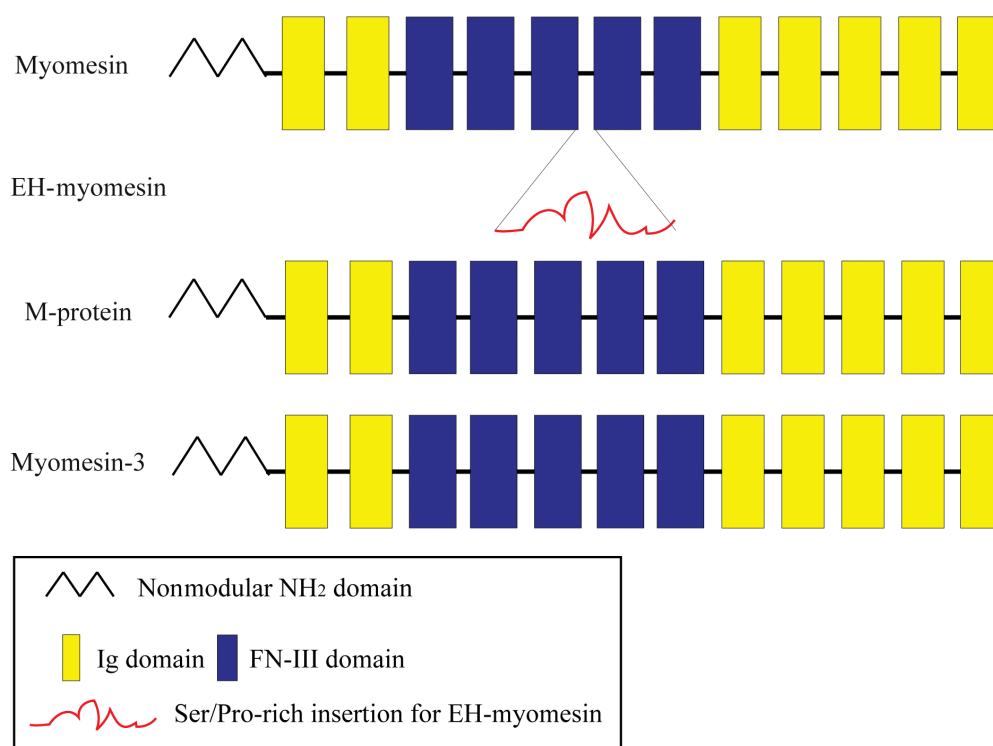 Myomesin
EH-myomesin
M-protein
Myomesin-3
Nonmodular NH2 domain
Ig domain
FN-III domain
Ser/Pro-rich insertion for EH-myomesin